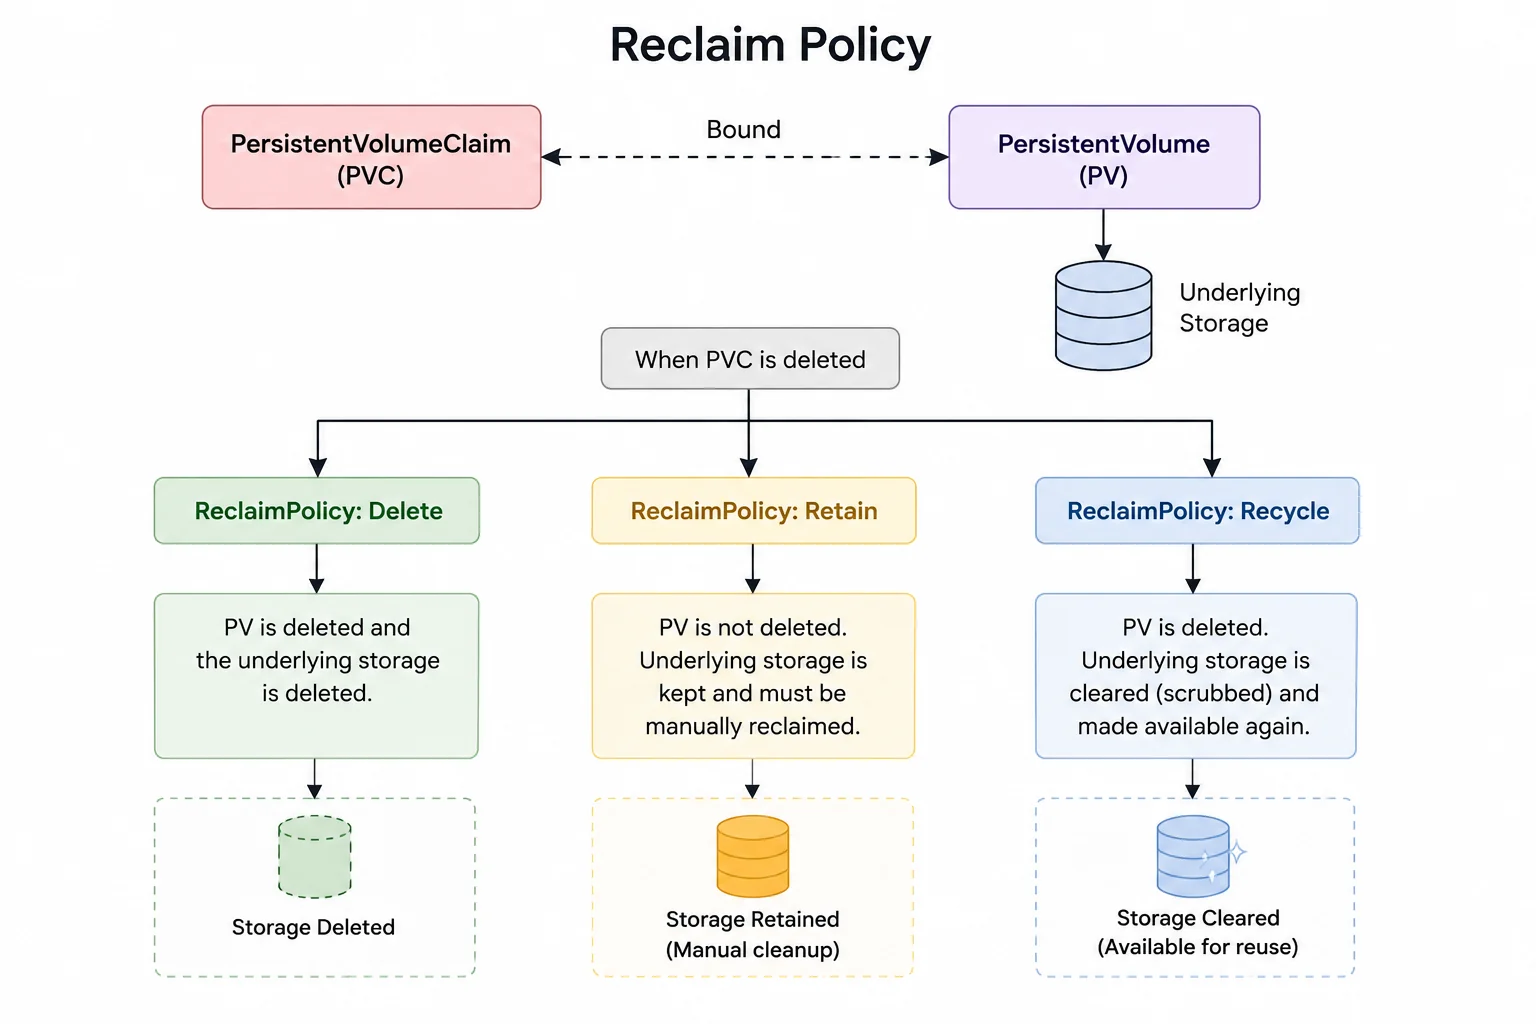 Reclaim Policy
PersistentVolumeClaim
(PVC)
Bound
PersistentVolume
(PV)
Underlying
Storage
When PVC is deleted
ReclaimPolicy: Delete
ReclaimPolicy: Retain
ReclaimPolicy: Recycle
PV is deleted and
the underlying storage
is deleted.
PV is not deleted.
Underlying storage is
kept and must be
manually reclaimed.
PV is deleted.
Underlying storage is
cleared (scrubbed) and
made available again.
Storage Deleted
Storage Retained
(Manual cleanup)
Storage Cleared
(Available for reuse)